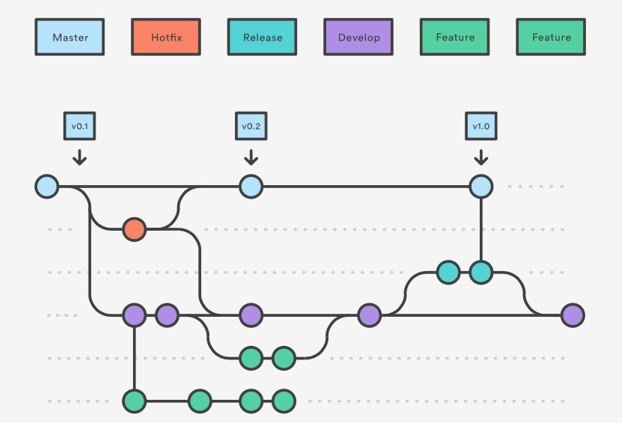 Master
Hotfix
Release
Develop
Feature
Feature
v0.1
v0.2
v1.0